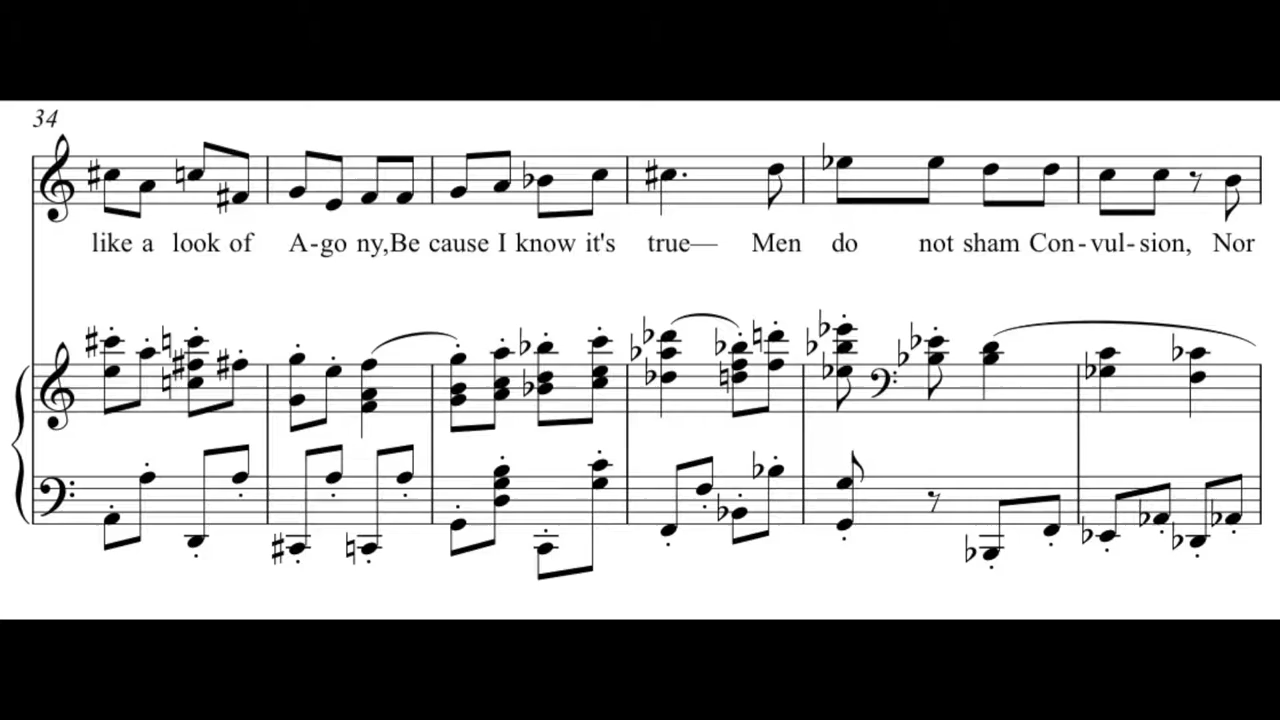 34
like a look of A-go ny,Be cause I know it's true— Men do not sham Con-vul-sion, Nor